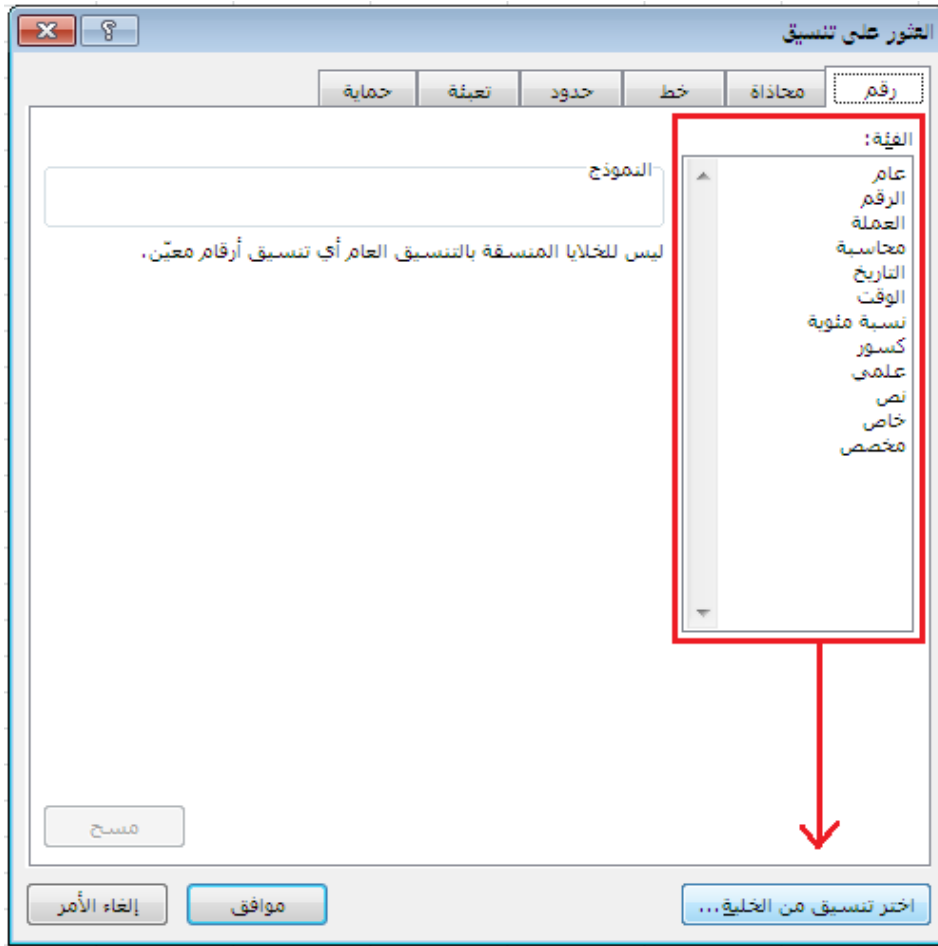 العثور على تنسيق
رقم محاذاة خط حدود تعبئة حماية
الفئة:
عام
الرقم
العملة
محاسبة
التاريخ
الوقت
نسبة مئوية
كسور
علمي
نص
خاص
مخصص
النموذج
ليس للخلايا المنسقة بالتنسيق العام أي تنسيق أرقام معيّن.
مسح
اختر تنسيق من الخلية... موافق إلغاء الأمر